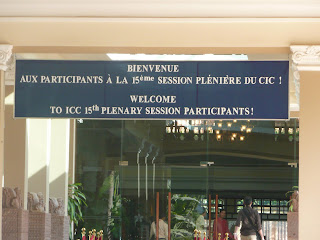 BIENVENUE
AUX PARTICIPANTS À LA 15ème SESSION PLÉNIÈRE DU CIC !
WELCOME
TO ICC 15th PLENARY SESSION PARTICIPANTS!